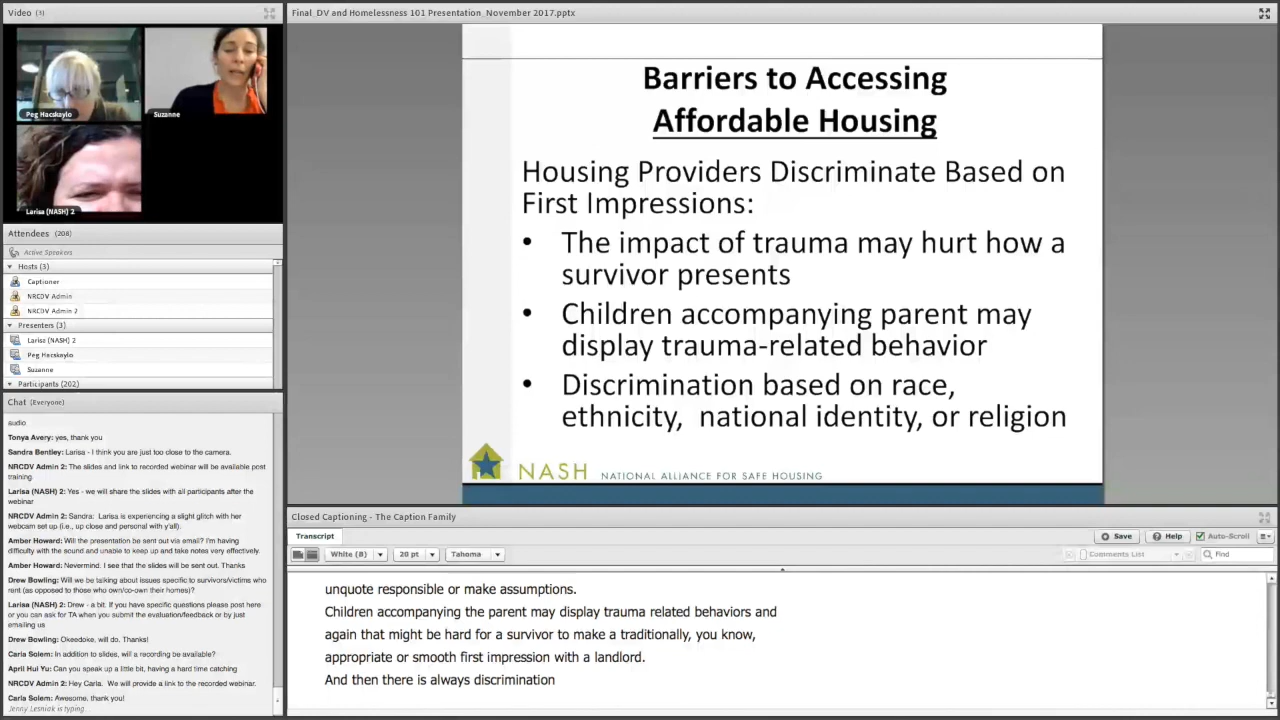 Video (3)
Peg Hacskaylo
Suzanne
Larisa (NASH) 2
Attendees (208)
Active Speakers
Hosts (3)
Captioner
NRCDV Admin
NRCDV Admin 2
Presenters (3)
Larisa (NASH) 2
Peg Hacskaylo
Suzanne
Participants (202)
Chat (Everyone)
audio
Tonya Avery: yes, thank you
Sandra Bentley: Larisa - I think you are just too close to the camera.
NRCDV Admin 2: The slides and link to recorded webinar will be available post
training.
Larisa (NASH) 2: Yes - we will share the slides with all participants after the
webinar
NRCDV Admin 2: Sandra: Larisa is experiencing a slight glitch with her
webcam set up (i.e., up close and personal with y'all).
Amber Howard: Will the presentation be sent out via email? I'm having
difficulty with the sound and unable to keep up and take notes very effectively.
Amber Howard: Nevermind. I see that the slides will be sent out. Thanks
Drew Bowling: Will we be talking about issues specific to survivors/victims who
rent (as opposed to those who own/co-own their homes)?
Larisa (NASH) 2: Drew - a bit. If you have specific questions please post here
or you can ask for TA when you submit the evaluation/feedback or by just
emailing us
Drew Bowling: Okeedoke, will do. Thanks!
Carla Solem: In addition to slides, will a recording be available?
April Hui Yu: Can you speak up a little bit, having a hard time catching
NRCDV Admin 2: Hey Carla. We will provide a link to the recorded webinar.
Carla Solem: Awesome, thank you!
Jenny Lesniak is typing...
Final_DV and Homelessness 101 Presentation_November 2017.pptx
Barriers to Accessing
Affordable Housing
Housing Providers Discriminate Based on
First Impressions:
• The impact of trauma may hurt how a
survivor presents
• Children accompanying parent may
display trauma-related behavior
• Discrimination based on race,
ethnicity, national identity, or religion
NASH NATIONAL ALLIANCE FOR SAFE HOUSING
Closed Captioning - The Caption Family
Transcript
Save
Help
Auto-Scroll
White (B)
20 pt
Tahoma
Comments List
Find
unquote responsible or make assumptions.
Children accompanying the parent may display trauma related behaviors and
again that might be hard for a survivor to make a traditionally, you know,
appropriate or smooth first impression with a landlord.
And then there is always discrimination